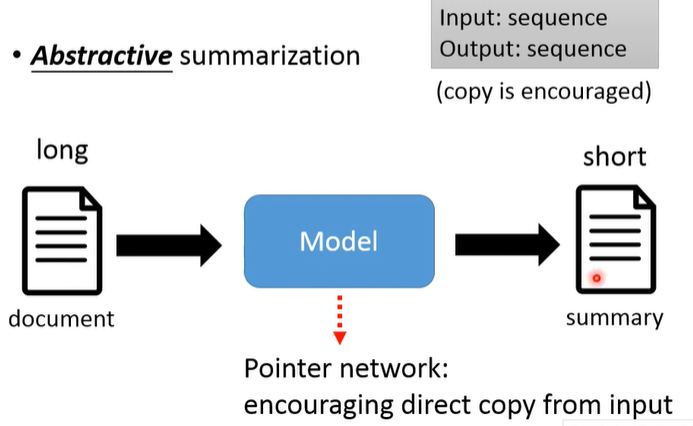 Input: sequence
Output: sequence
• Abstractive summarization
(copy is encouraged)
long
short
Model
document
summary
Pointer network:
encouraging direct copy from input